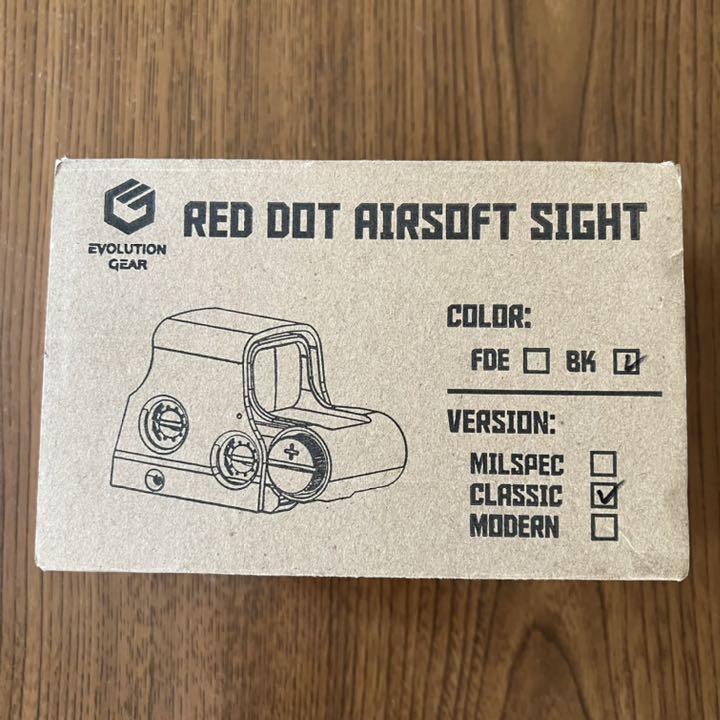 EVOLUTION
GEAR
RED DOT AIRSOFT SIGHT
COLOR:
FDE BK
VERSION:
MILSPEC
CLASSIC
MODERN